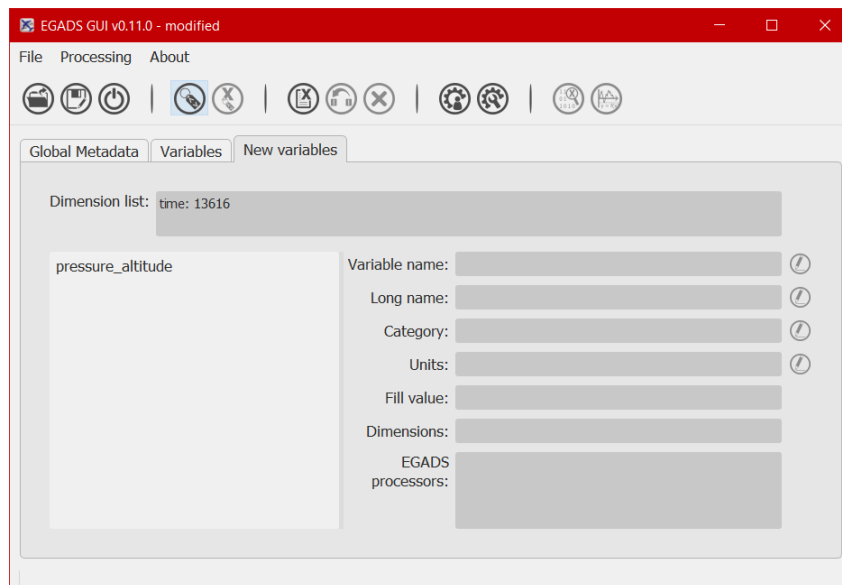 EGADS GUI v0.11.0 - modified
File Processing About
Global Metadata Variables New variables
Dimension list: time: 13616
pressure_altitude
Variable name:
Long name:
Category:
Units:
Fill value:
Dimensions:
EGADS
processors: